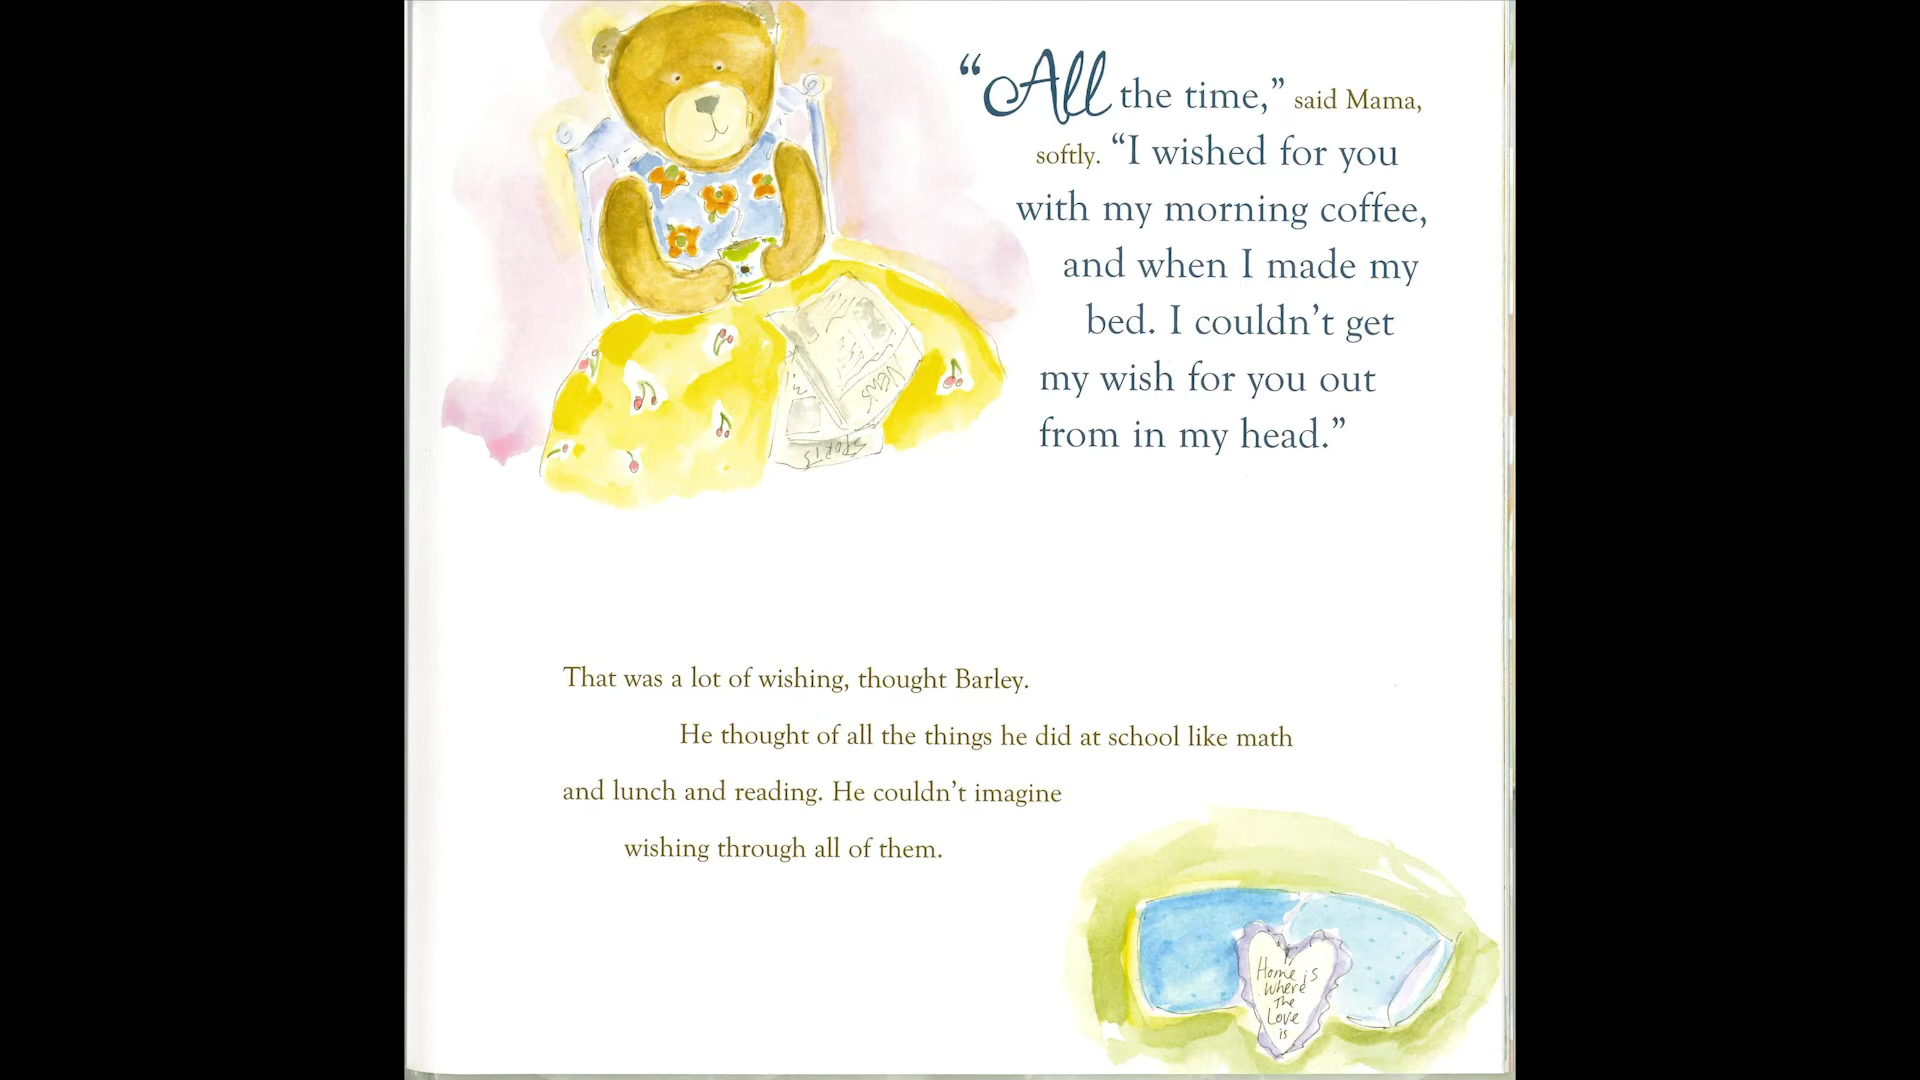 “All the time,” said Mama,
softly. “I wished for you
with my morning coffee,
and when I made my
bed. I couldn’t get
my wish for you out
from in my head.”
NEWS
SPORTS
That was a lot of wishing, thought Barley.
He thought of all the things he did at school like math
and lunch and reading. He couldn’t imagine
wishing through all of them.
Home is
Where
The
Love
is